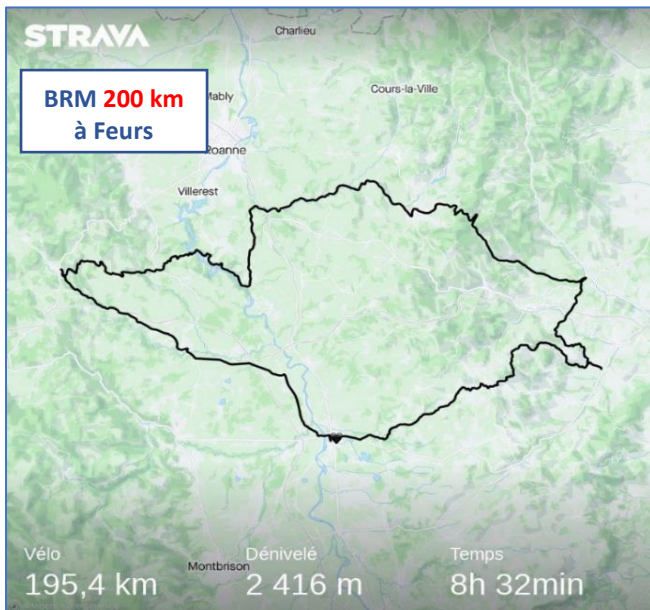 STRAVA
Charlieu
BRM 200 km
à Feurs
Mably
Cours-la-Ville
Roanne
Villerest
Vélo
Dénivelé
Temps
Montbrison
195,4 km
2 416 m
8h 32min